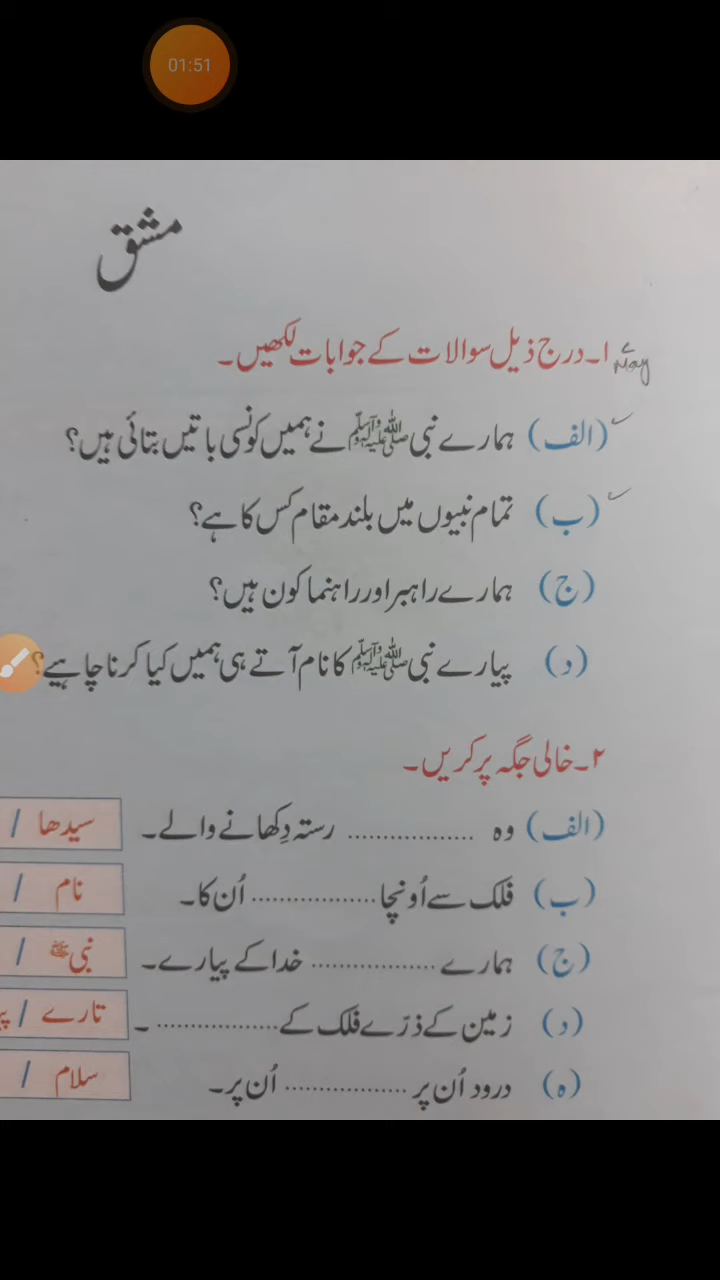 01:51
مشق
۱۔ درج ذیل سوالات کے جوابات لکھیں۔
May
(الف) ہمارے نبی ﷺ نے ہمیں کونسی باتیں بتائی ہیں؟
(ب) تمام نبیوں میں بلند مقام کس کا ہے؟
(ج) ہمارے راہبر اور راہنما کون ہیں؟
(د) پیارے نبی ﷺ کا نام آتے ہی ہمیں کیا کرنا چاہیے؟
۲۔ خالی جگہ پر کریں۔
(الف) وہ .................. رستہ دِکھانے والے۔ سیدھا /
(ب) فلک سے اُونچا .................. اُن کا۔ نام /
(ج) ہمارے .................. خدا کے پیارے۔ نبی ﷺ /
(د) زمین کے ذرّے فلک کے .................. ۔ تارے /
(ہ) درود اُن پر .................. اُن پر۔ سلام /